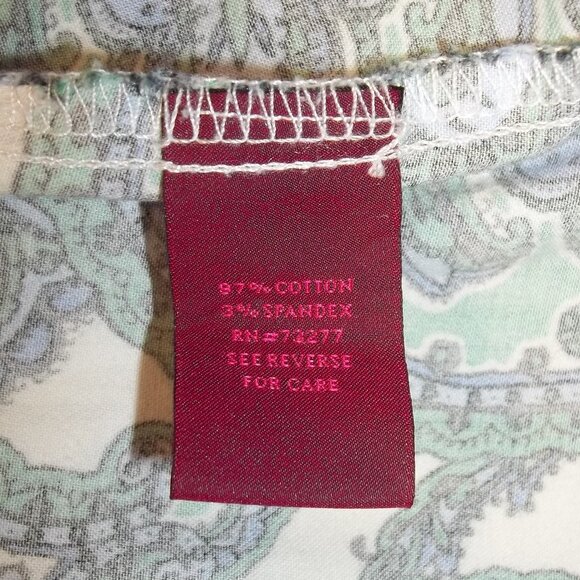 97% COTTON
3% SPANDEX
RN#73277
SEE REVERSE
FOR CARE